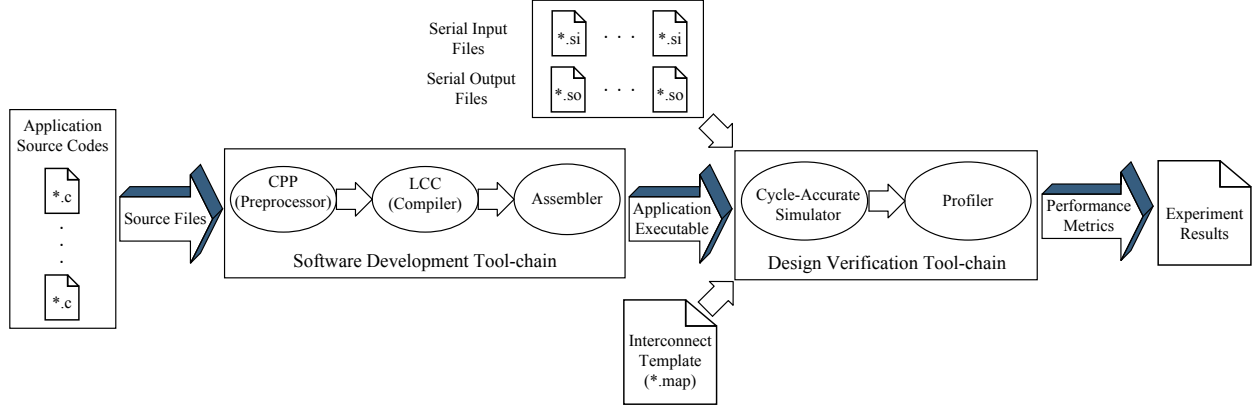 Serial Input
Files
*.si
. . .
*.si
Serial Output
Files
*.so
. . .
*.so
Application
Source Codes
*.c
.
.
.
*.c
Source Files
CPP
(Preprocessor)
LCC
(Compiler)
Assembler
Software Development Tool-chain
Application
Executable
Cycle-Accurate
Simulator
Profiler
Design Verification Tool-chain
Performance
Metrics
Experiment
Results
Interconnect
Template
(*.map)